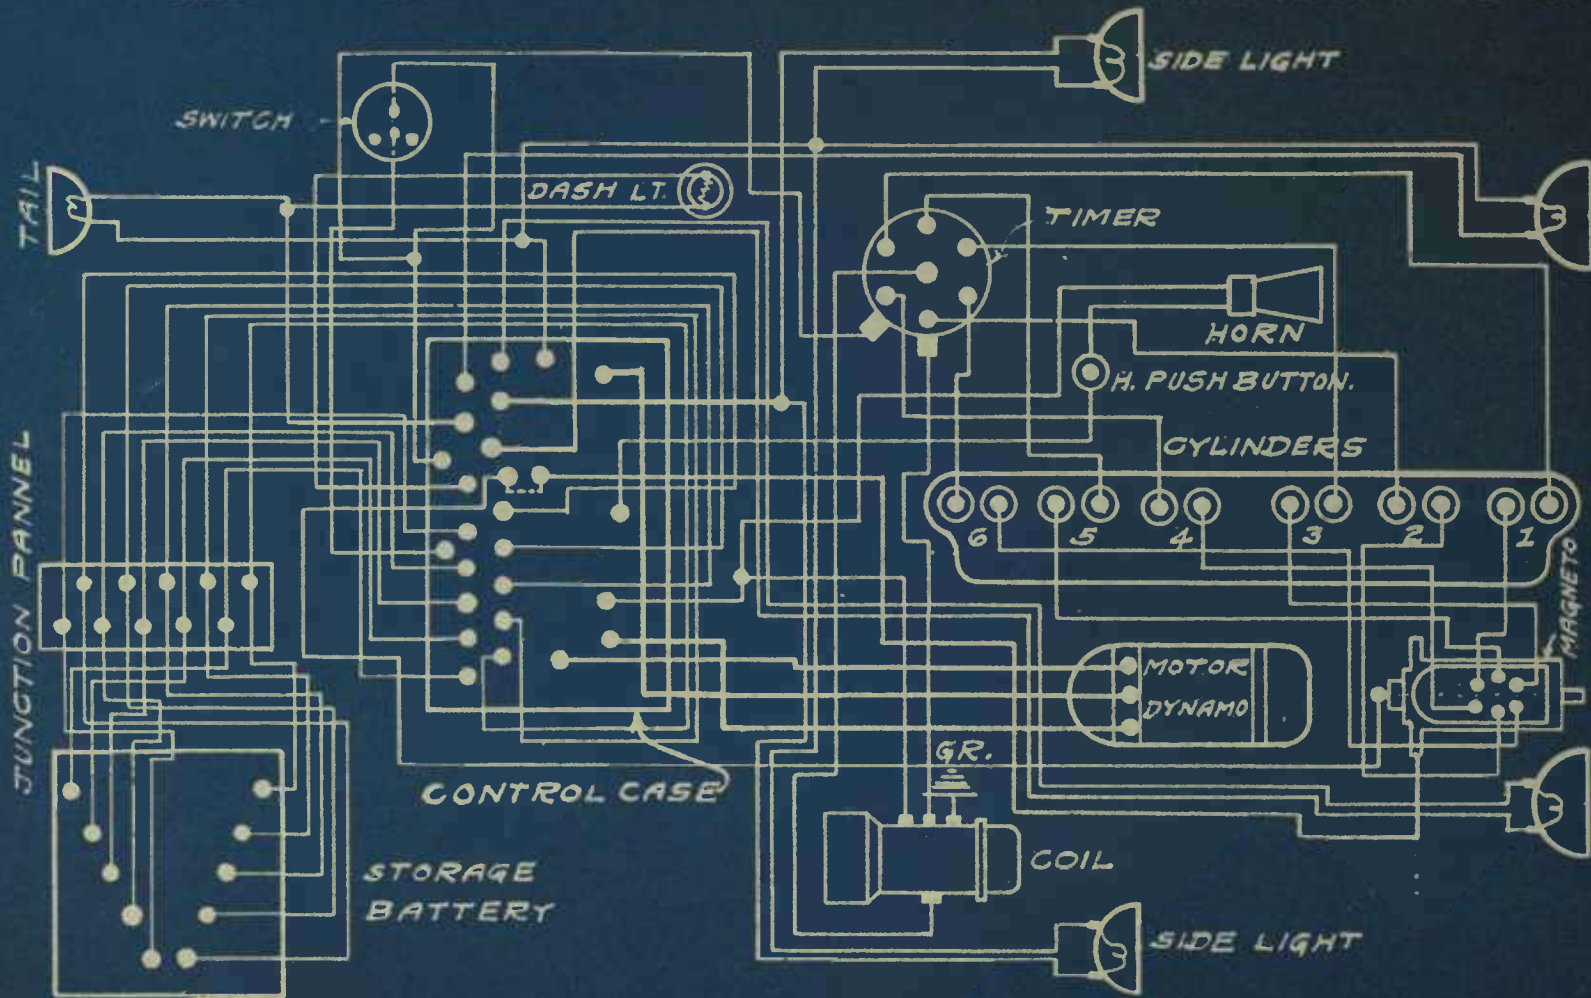 SIDE LIGHT
SWITCH
TAIL
DASH LT.
TIMER
HORN
H. PUSH BUTTON.
CYLINDERS
6 5 4 3 2 1
JUNCTION PANNEL
MAGNETO
MOTOR
DYNAMO
GR.
CONTROL CASE
COIL
STORAGE
BATTERY
SIDE LIGHT